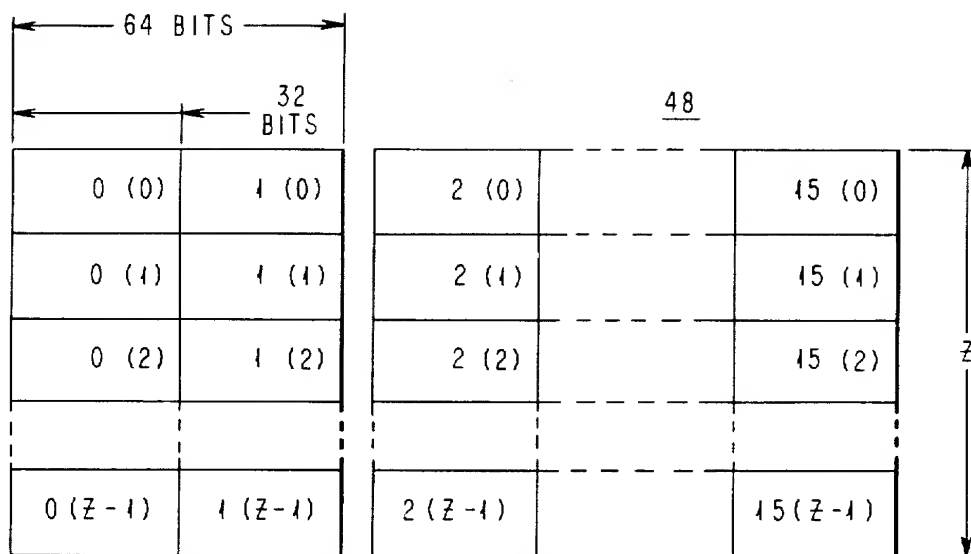 64 BITS
32
BITS
48
0 (0) 1 (0) 2 (0) 15 (0)
0 (1) 1 (1) 2 (1) 15 (1)
0 (2) 1 (2) 2 (2) 15 (2)
Z
0 (Z-1) 1 (Z-1) 2 (Z-1) 15 (Z-1)